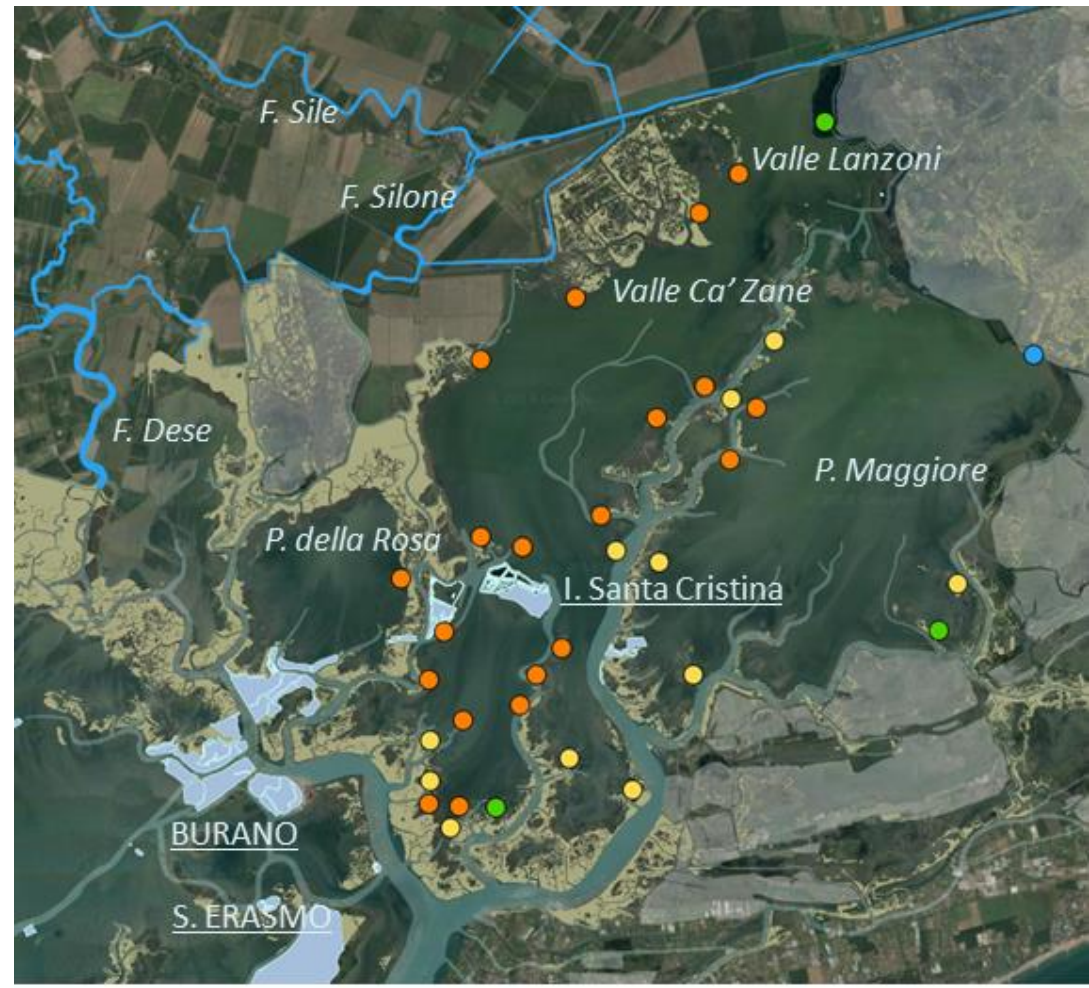 F. Sile
Valle Lanzoni
F. Silone
Valle Ca' Zane
F. Dese
P. Maggiore
P. della Rosa
I. Santa Cristina
BURANO
S. ERASMO